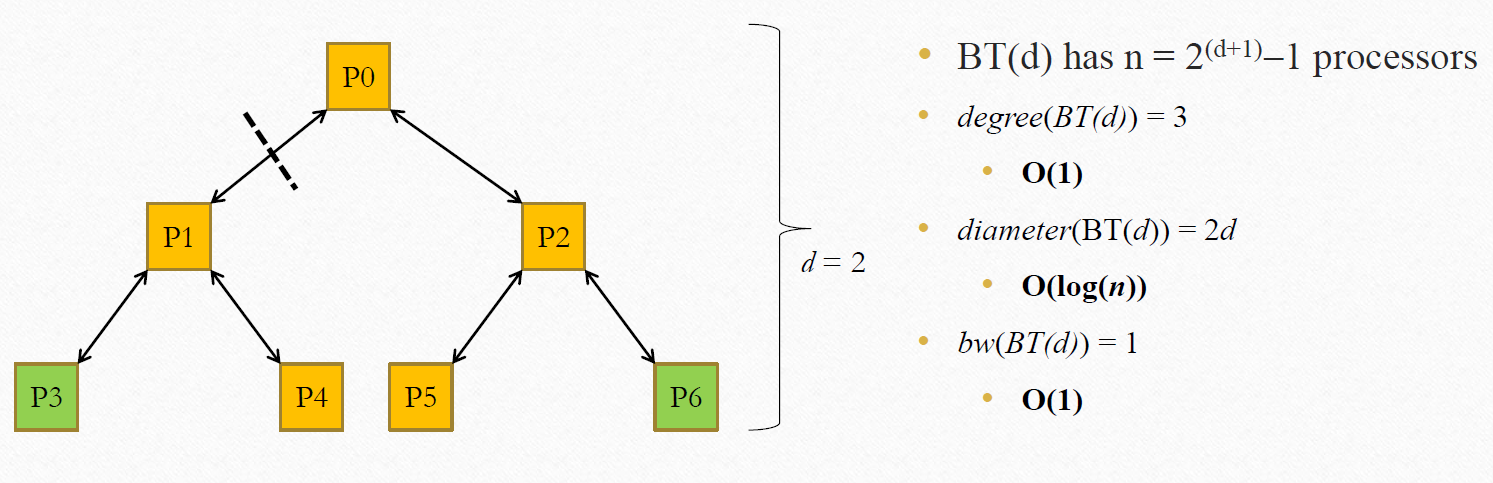 P0
P1
P2
P3
P4
P5
P6
d = 2
• BT(d) has n = 2^(d+1)–1 processors
• degree(BT(d)) = 3
• O(1)
• diameter(BT(d)) = 2d
• O(log(n))
• bw(BT(d)) = 1
• O(1)